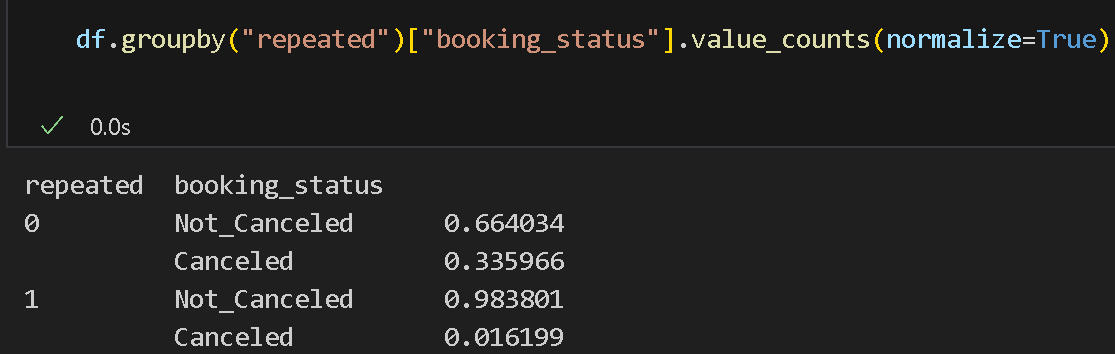 df.groupby("repeated")["booking_status"].value_counts(normalize=True)
0.0s
repeated  booking_status
0         Not_Canceled      0.664034
          Canceled          0.335966
1         Not_Canceled      0.983801
          Canceled          0.016199